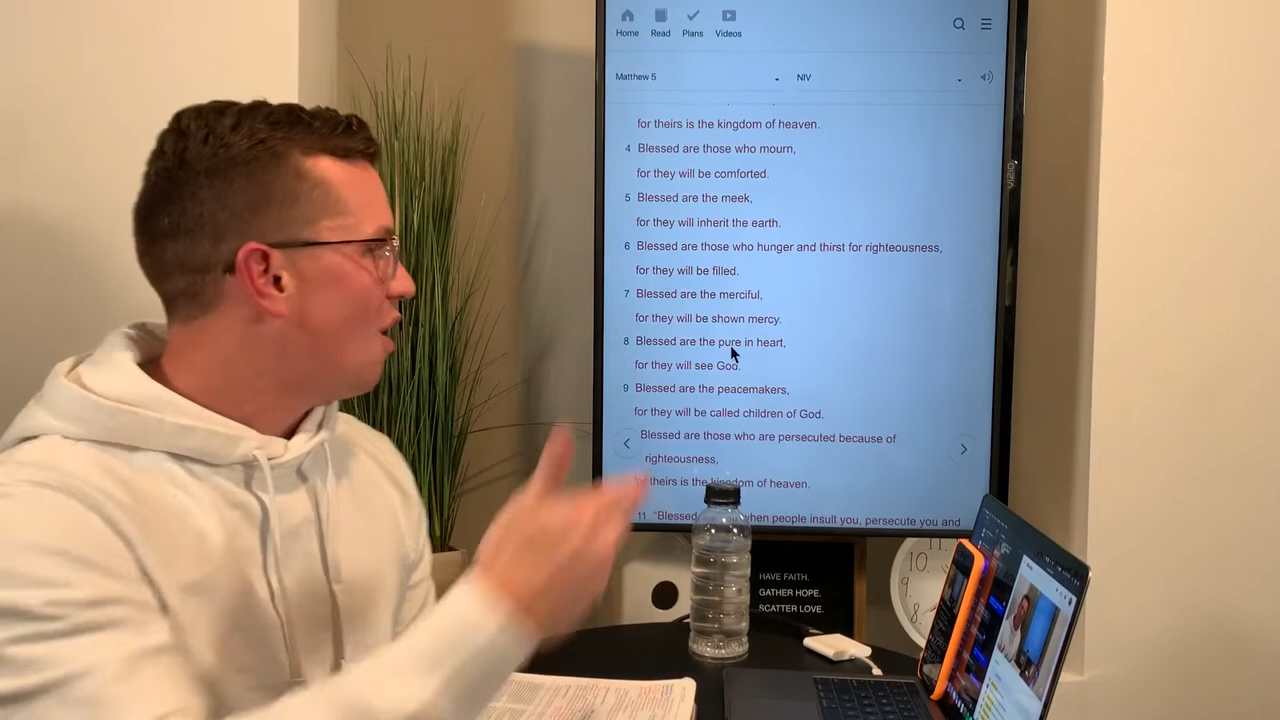 Home Read Plans Videos
Matthew 5 NIV
for theirs is the kingdom of heaven.
4 Blessed are those who mourn,
for they will be comforted.
5 Blessed are the meek,
for they will inherit the earth.
6 Blessed are those who hunger and thirst for righteousness,
for they will be filled.
7 Blessed are the merciful,
for they will be shown mercy.
8 Blessed are the pure in heart,
for they will see God.
9 Blessed are the peacemakers,
for they will be called children of God.
Blessed are those who are persecuted because of
righteousness,
theirs is the kingdom of heaven.
11 "Blessed when people insult you, persecute you and
VIZIO
HAVE FAITH.
GATHER HOPE.
SCATTER LOVE.
11.
10.
9.
8.